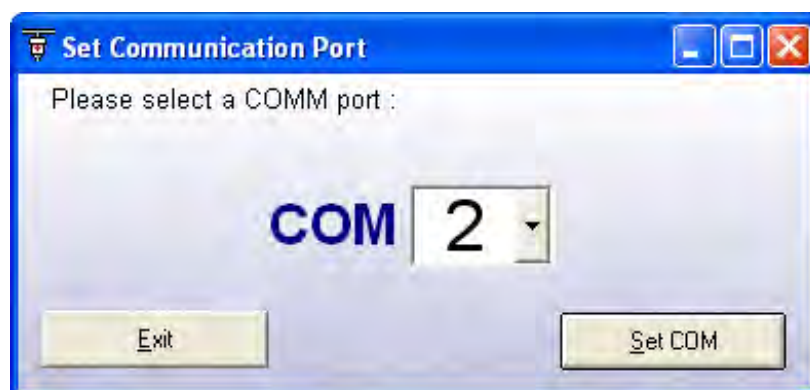 Set Communication Port
Please select a COMM port :
COM 2
Exit
Set COM